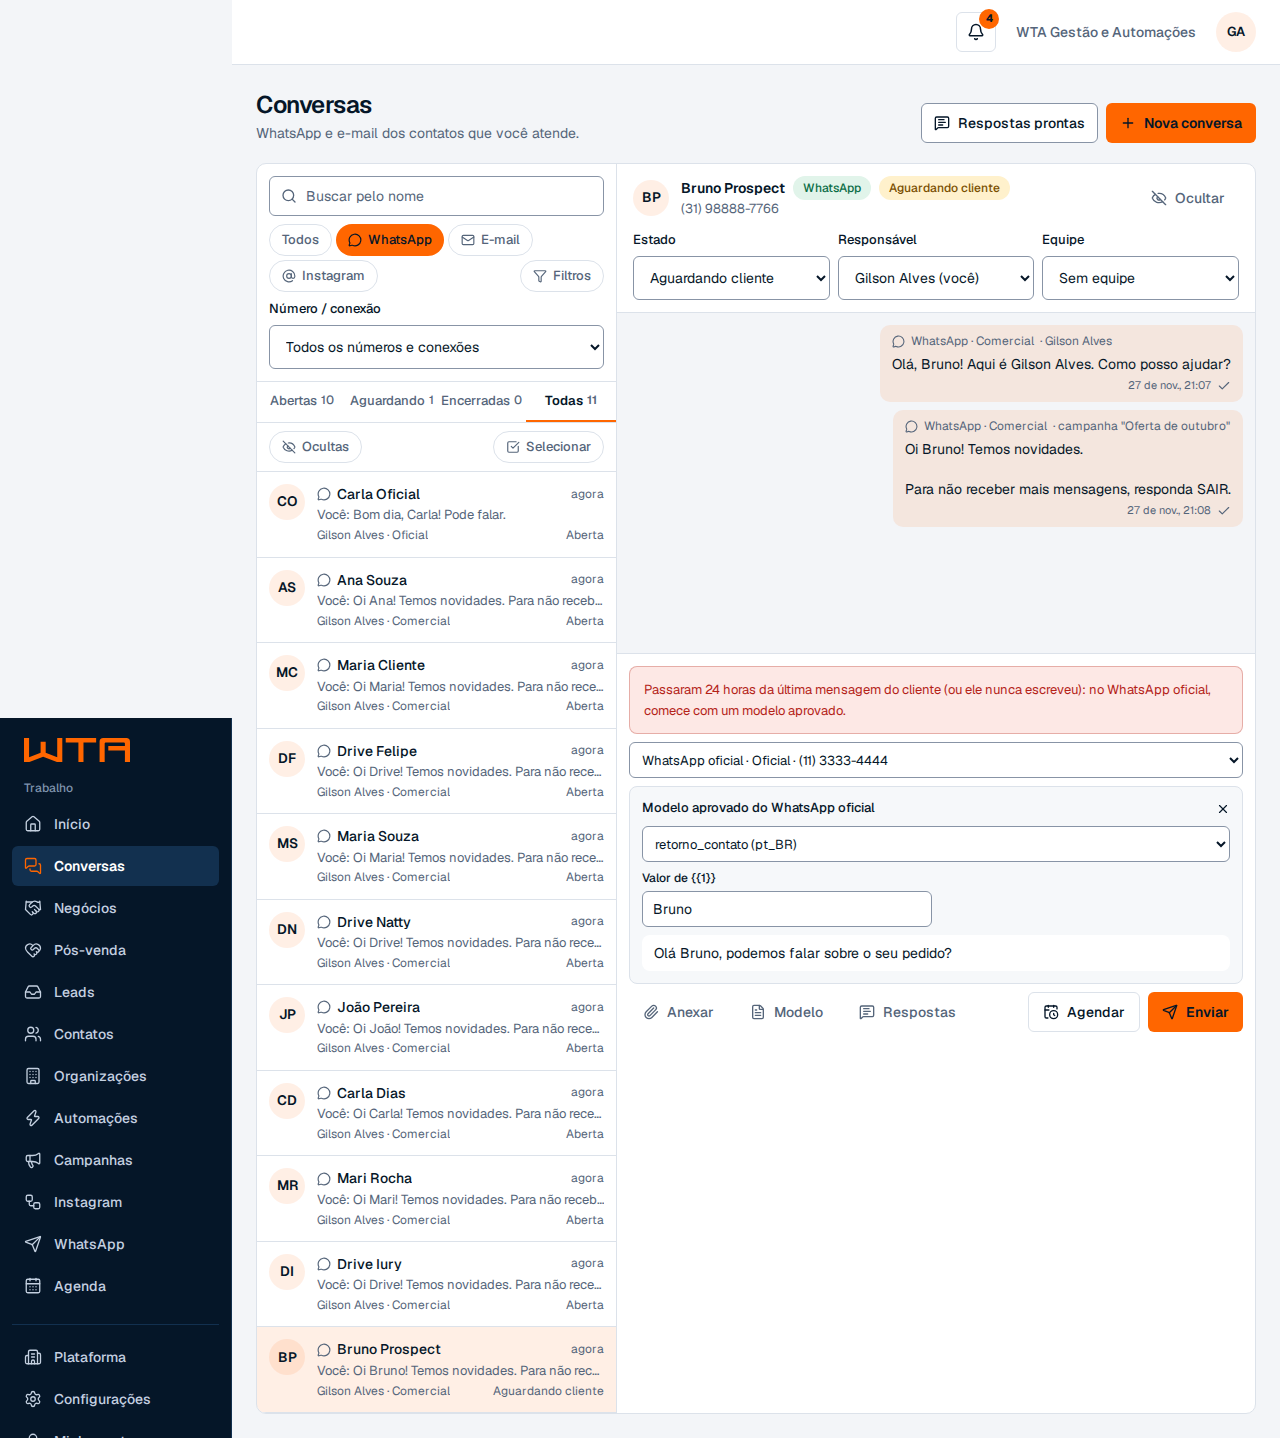 4
WTA Gestão e Automações
GA
Conversas
WhatsApp e e-mail dos contatos que você atende.
Respostas prontas
Nova conversa
WTA
Trabalho
Início
Conversas
Negócios
Pós-venda
Leads
Contatos
Organizações
Automações
Campanhas
Instagram
WhatsApp
Agenda
Plataforma
Configurações
Buscar pelo nome
Todos
WhatsApp
E-mail
Instagram
Filtros
Número / conexão
Todos os números e conexões
Abertas 10
Aguardando 1
Encerradas 0
Todas 11
Ocultas
Selecionar
CO
Carla Oficial
agora
Você: Bom dia, Carla! Pode falar.
Gilson Alves · Oficial
Aberta
AS
Ana Souza
agora
Você: Oi Ana! Temos novidades. Para não receb…
Gilson Alves · Comercial
Aberta
MC
Maria Cliente
agora
Você: Oi Maria! Temos novidades. Para não rece…
Gilson Alves · Comercial
Aberta
DF
Drive Felipe
agora
Você: Oi Drive! Temos novidades. Para não rece…
Gilson Alves · Comercial
Aberta
MS
Maria Souza
agora
Você: Oi Maria! Temos novidades. Para não rece…
Gilson Alves · Comercial
Aberta
DN
Drive Natty
agora
Você: Oi Drive! Temos novidades. Para não rece…
Gilson Alves · Comercial
Aberta
JP
João Pereira
agora
Você: Oi João! Temos novidades. Para não rece…
Gilson Alves · Comercial
Aberta
CD
Carla Dias
agora
Você: Oi Carla! Temos novidades. Para não rece…
Gilson Alves · Comercial
Aberta
MR
Mari Rocha
agora
Você: Oi Mari! Temos novidades. Para não receb…
Gilson Alves · Comercial
Aberta
DI
Drive Iury
agora
Você: Oi Drive! Temos novidades. Para não rece…
Gilson Alves · Comercial
Aberta
BP
Bruno Prospect
agora
Você: Oi Bruno! Temos novidades. Para não rec…
Gilson Alves · Comercial
Aguardando cliente
BP
Bruno Prospect
WhatsApp
Aguardando cliente
(31) 98888-7766
Ocultar
Estado
Responsável
Equipe
Aguardando cliente
Gilson Alves (você)
Sem equipe
WhatsApp · Comercial · Gilson Alves
Olá, Bruno! Aqui é Gilson Alves. Como posso ajudar?
27 de nov., 21:07
WhatsApp · Comercial · campanha "Oferta de outubro"
Oi Bruno! Temos novidades.
Para não receber mais mensagens, responda SAIR.
27 de nov., 21:08
Passaram 24 horas da última mensagem do cliente (ou ele nunca escreveu): no WhatsApp oficial,
comece com um modelo aprovado.
WhatsApp oficial · Oficial · (11) 3333-4444
Modelo aprovado do WhatsApp oficial
retorno_contato (pt_BR)
Valor de {{1}}
Bruno
Olá Bruno, podemos falar sobre o seu pedido?
Anexar
Modelo
Respostas
Agendar
Enviar